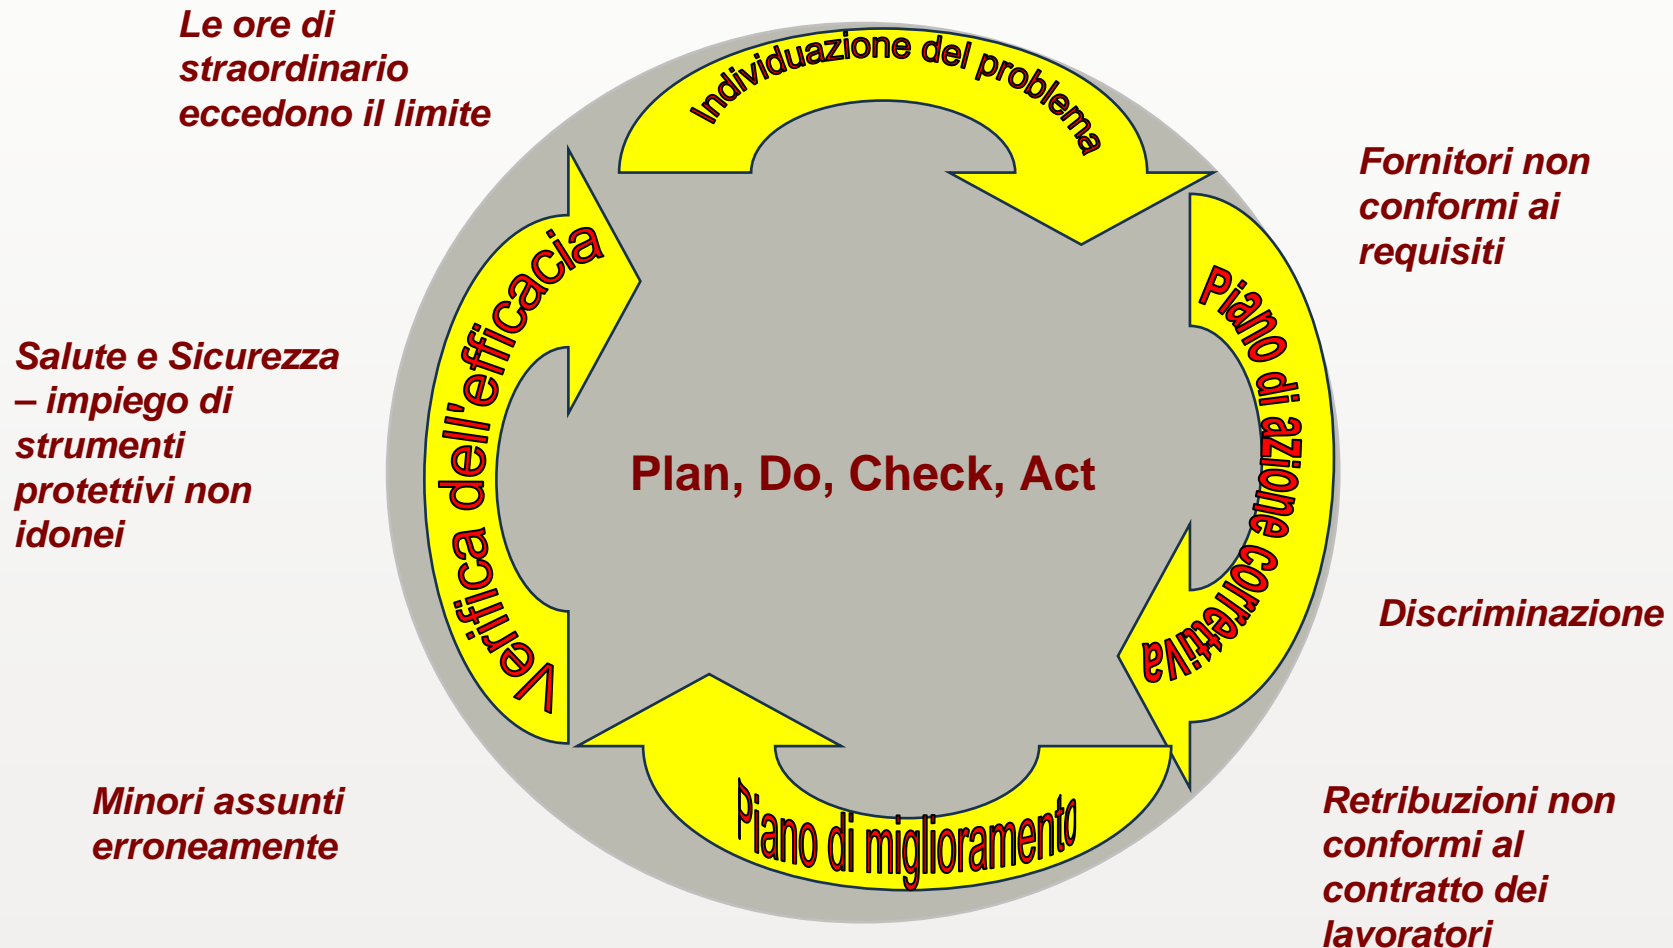 Le ore di
straordinario
eccedono il limite
Individuazione del problema
Fornitori non
conformi ai
requisiti
Piano di azione correttiva
Verifica dell'efficacia
Salute e Sicurezza
– impiego di
strumenti
protettivi non
idonei
Plan, Do, Check, Act
Discriminazione
Piano di miglioramento
Minori assunti
erroneamente
Retribuzioni non
conformi al
contratto dei
lavoratori